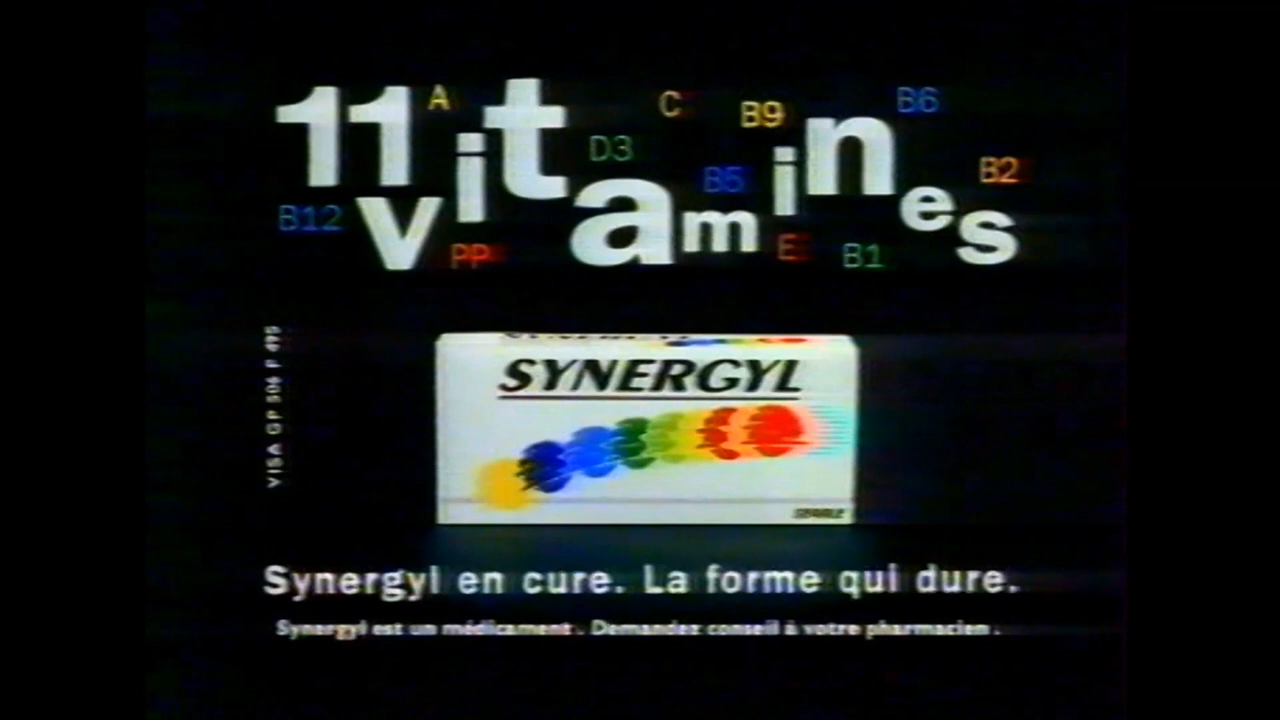 11 vitamines
A
C
B9
B6
D3
B5
B2
B12
PP
E
B1
VISA GP 506 F 495
SYNERGYL
Synergyl en cure. La forme qui dure.
Synergyl est un médicament. Demandez conseil à votre pharmacien.